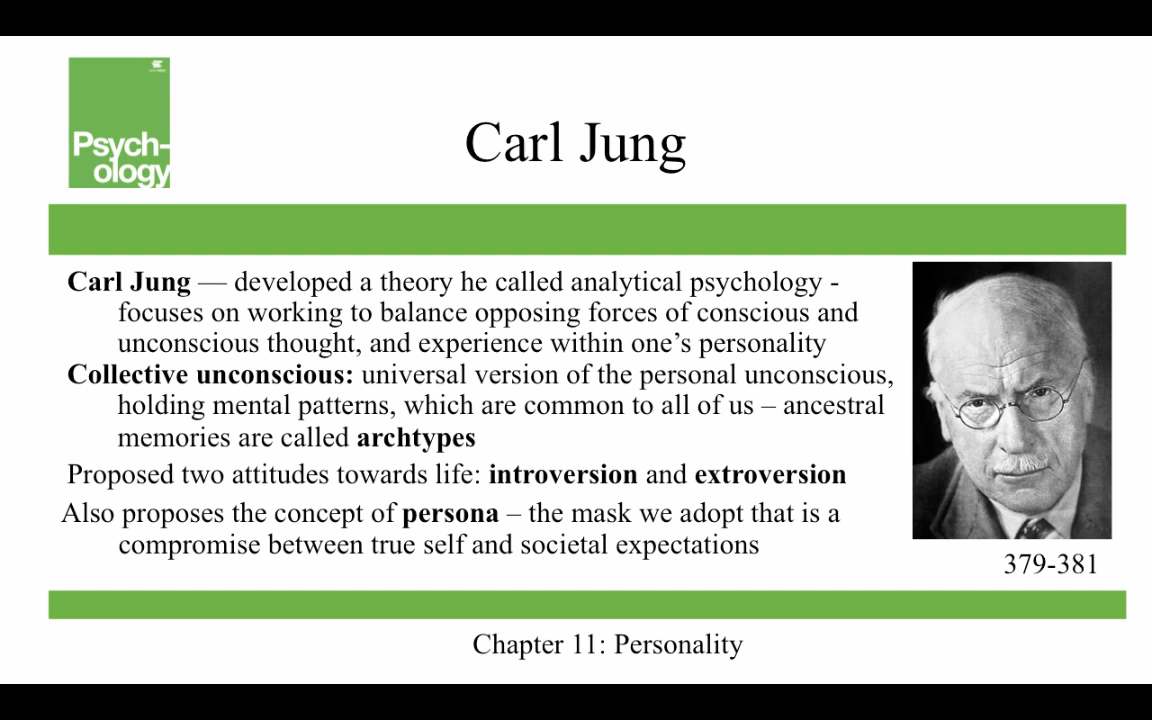 Psych-
ology
Carl Jung
Carl Jung — developed a theory he called analytical psychology -
focuses on working to balance opposing forces of conscious and
unconscious thought, and experience within one’s personality
Collective unconscious: universal version of the personal unconscious,
holding mental patterns, which are common to all of us – ancestral
memories are called archtypes
Proposed two attitudes towards life: introversion and extroversion
Also proposes the concept of persona – the mask we adopt that is a
compromise between true self and societal expectations
379-381
Chapter 11: Personality